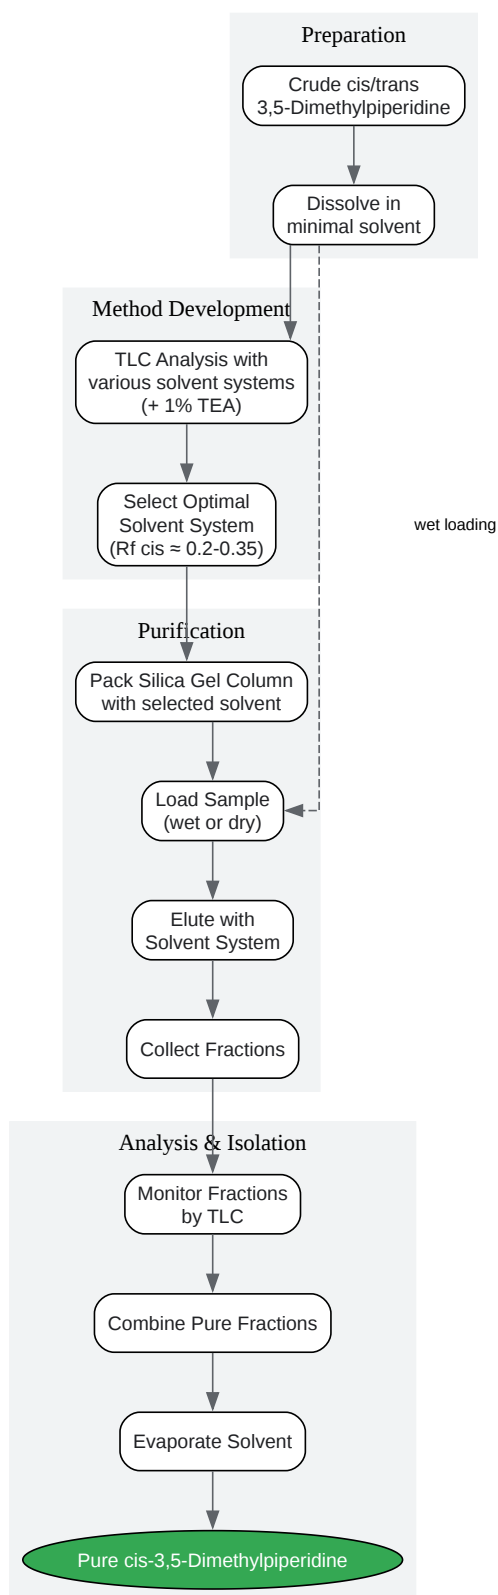 Preparation
Crude cis/trans
3,5-Dimethylpiperidine
Dissolve in
minimal solvent
Method Development
TLC Analysis with
various solvent systems
(+ 1% TEA)
Select Optimal
Solvent System
(Rf cis ≈ 0.2-0.35)
wet loading
Purification
Pack Silica Gel Column
with selected solvent
Load Sample
(wet or dry)
Elute with
Solvent System
Collect Fractions
Analysis & Isolation
Monitor Fractions
by TLC
Combine Pure Fractions
Evaporate Solvent
Pure cis-3,5-Dimethylpiperidine